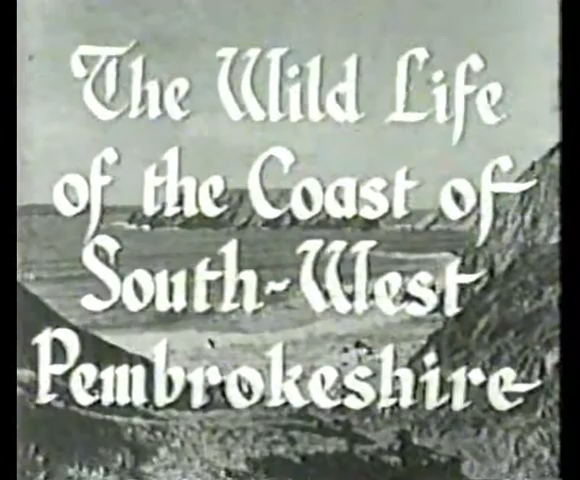 The Wild Life
of the Coast of
South-West
Pembrokeshire